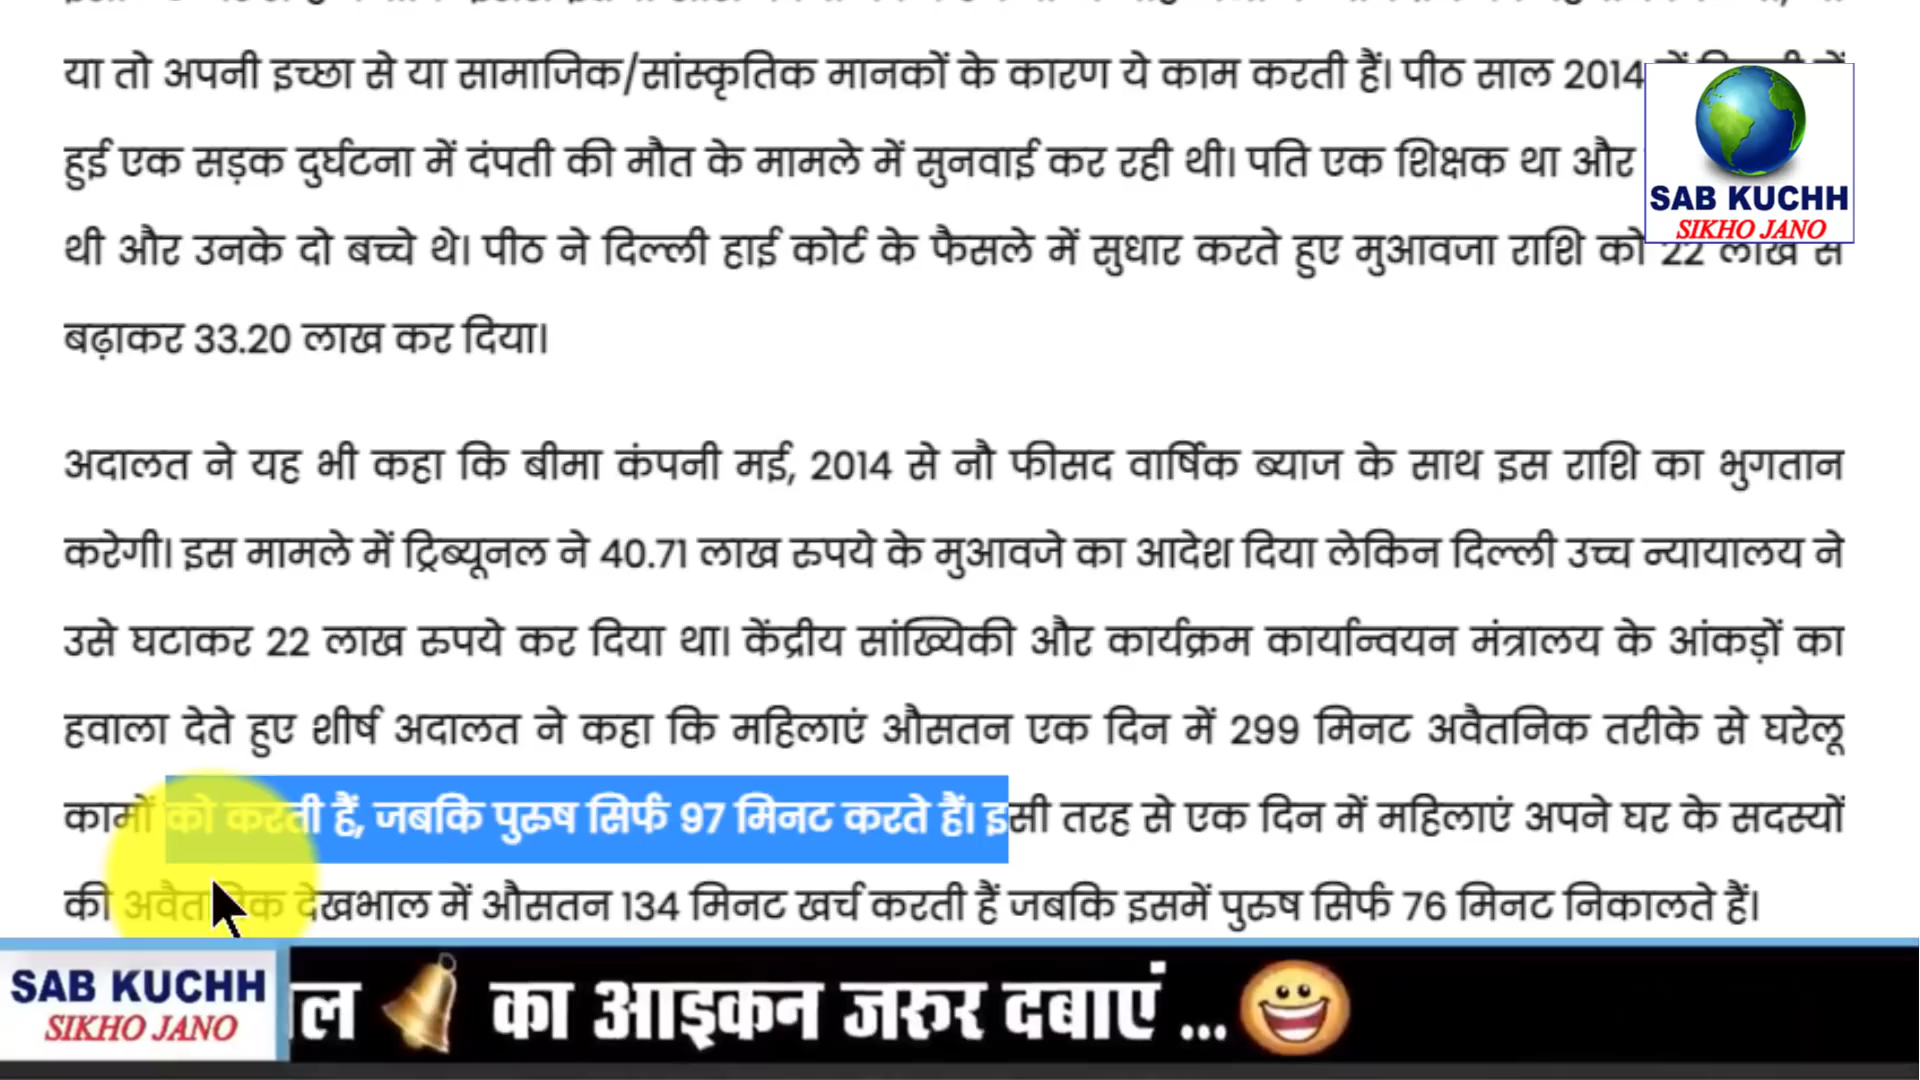 या तो अपनी इच्छा से या सामाजिक/सांस्कृतिक मानकों के कारण ये काम करती हैं। पीठ साल 2014
हुई एक सड़क दुर्घटना में दंपती की मौत के मामले में सुनवाई कर रही थी। पति एक शिक्षक था और
थी और उनके दो बच्चे थे। पीठ ने दिल्ली हाई कोर्ट के फैसले में सुधार करते हुए मुआवजा राशि को 22 लाख से
बढ़ाकर 33.20 लाख कर दिया।
SAB KUCHH
SIKHO JANO
अदालत ने यह भी कहा कि बीमा कंपनी मई, 2014 से नौ फीसद वार्षिक ब्याज के साथ इस राशि का भुगतान
करेगी। इस मामले में ट्रिब्यूनल ने 40.71 लाख रुपये के मुआवजे का आदेश दिया लेकिन दिल्ली उच्च न्यायालय ने
उसे घटाकर 22 लाख रुपये कर दिया था। केंद्रीय सांख्यिकी और कार्यक्रम कार्यान्वयन मंत्रालय के आंकड़ों का
हवाला देते हुए शीर्ष अदालत ने कहा कि महिलाएं औसतन एक दिन में 299 मिनट अवैतनिक तरीके से घरेलू
कामों को करती हैं, जबकि पुरुष सिर्फ 97 मिनट करते हैं। इसी तरह से एक दिन में महिलाएं अपने घर के सदस्यों
की अवैतनिक देखभाल में औसतन 134 मिनट खर्च करती हैं जबकि इसमें पुरुष सिर्फ 76 मिनट निकालते हैं।
SAB KUCHH
SIKHO JANO
का आइकन जरुर दबाएं ...